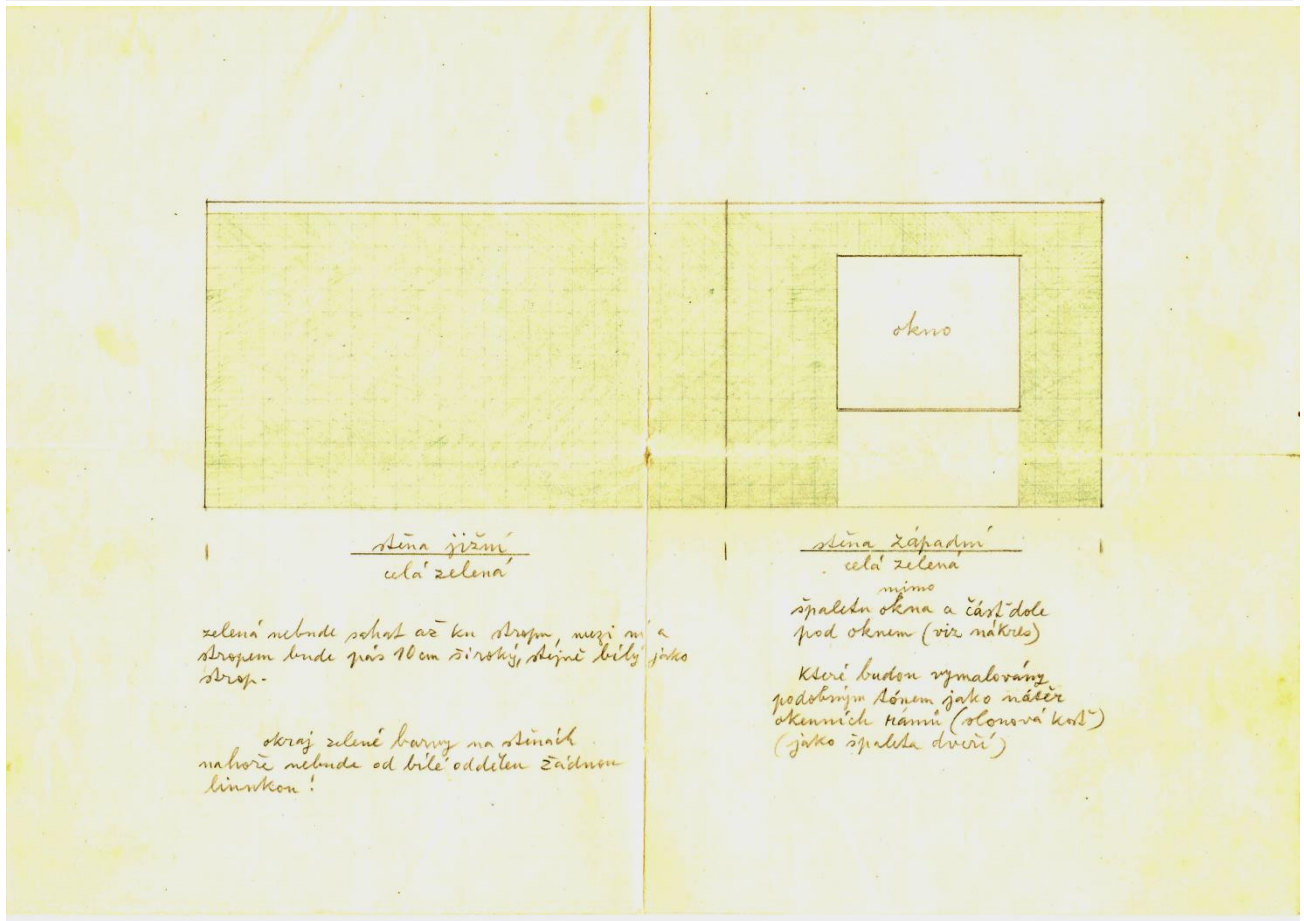 okno
stěna jižní
celá zelená
zelená nebude sahat až ku stropu, mezi ní a
stropem bude pás 10 cm široký, stejně bílý jako
strop.
okraj zelené barvy na stěnách
nahoře nebude od bílé oddělen žádnou
linkou!
stěna západní
celá zelená
mimo
špaletu okna a část dole
pod oknem (viz nákres)
které budou vymalovány
podobným tónem jako nátěr
okenních rámů (slonová kost)
(jako špaleta dveří)